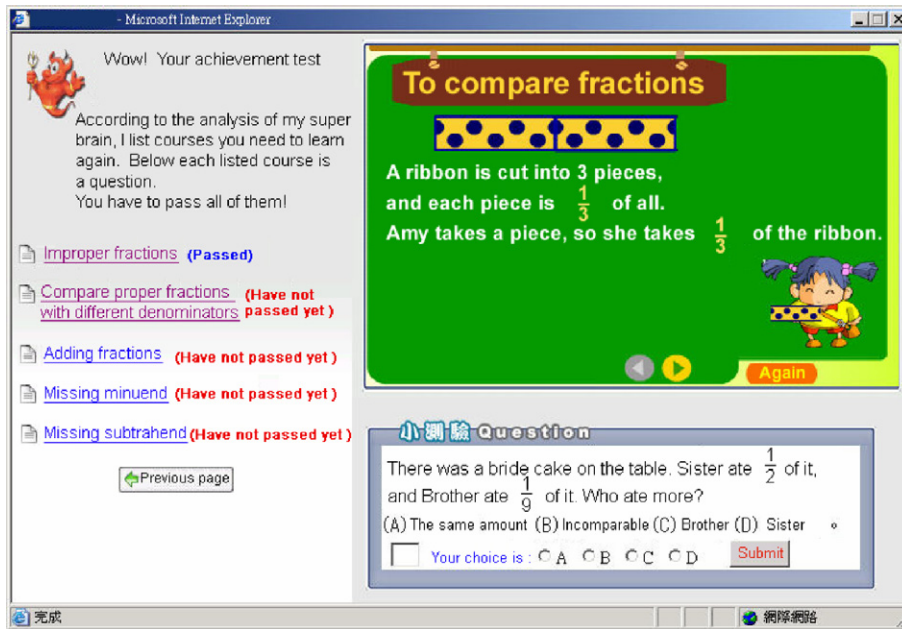 - Microsoft Internet Explorer
Wow! Your achievement test
According to the analysis of my super
brain, I list courses you need to learn
again. Below each listed course is
a question.
You have to pass all of them!
Improper fractions (Passed)
Compare proper fractions (Have not
with different denominators passed yet )
Adding fractions (Have not passed yet )
Missing minuend (Have not passed yet )
Missing subtrahend (Have not passed yet )
Previous page
To compare fractions
A ribbon is cut into 3 pieces,
and each piece is 1/3 of all.
Amy takes a piece, so she takes 1/3 of the ribbon.
Again
小測驗 Question
There was a bride cake on the table. Sister ate 1/2 of it,
and Brother ate 1/9 of it. Who ate more?
(A) The same amount (B) Incomparable (C) Brother (D) Sister 。
Your choice is : A B C D Submit
完成
網際網路